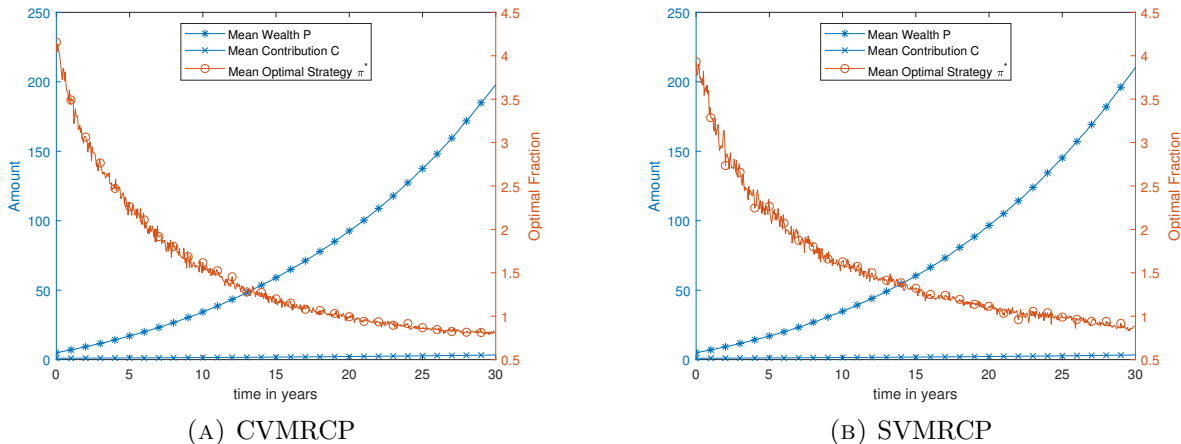 250
200
150
100
50
0
Amount
4.5
4
3.5
3
2.5
2
1.5
1
0.5
Optimal Fraction
Mean Wealth P
Mean Contribution C
Mean Optimal Strategy π*
0 5 10 15 20 25 30
time in years
(A) CVMRCP
250
200
150
100
50
0
Amount
4.5
4
3.5
3
2.5
2
1.5
1
0.5
Optimal Fraction
Mean Wealth P
Mean Contribution C
Mean Optimal Strategy π*
0 5 10 15 20 25 30
time in years
(B) SVMRCP